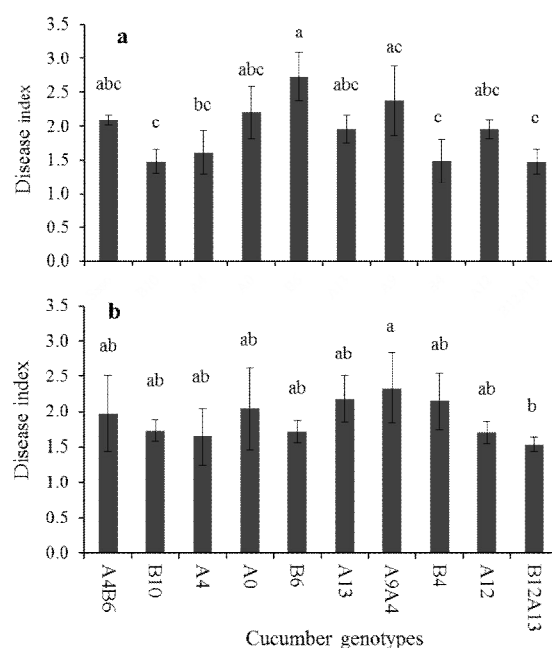 a
3.5
3.0
2.5
2.0
1.5
1.0
0.5
0.0
Disease index
abc
c
bc
abc
a
abc
ac
c
abc
c
b
3.5
3.0
2.5
2.0
1.5
1.0
0.5
0.0
Disease index
ab
ab
ab
ab
ab
ab
a
ab
ab
b
A4B6
B10
A4
A0
B6
A13
A9A4
B4
A12
B12A13
Cucumber genotypes